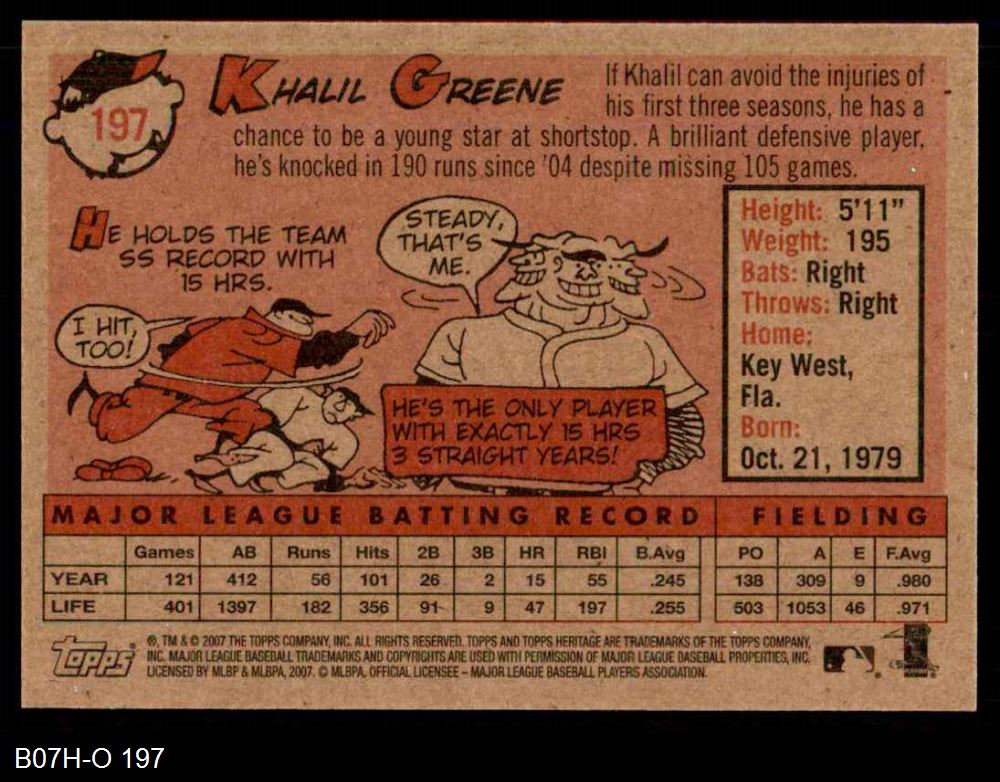 197
KHALIL GREENE
If Khalil can avoid the injuries of
his first three seasons, he has a
chance to be a young star at shortstop. A brilliant defensive player,
he's knocked in 190 runs since '04 despite missing 105 games.
HE HOLDS THE TEAM
SS RECORD WITH
15 HRS.
I HIT,
TOO!
STEADY,
THAT'S
ME.
HE'S THE ONLY PLAYER
WITH EXACTLY 15 HRS
3 STRAIGHT YEARS!
Height: 5'11"
Weight: 195
Bats: Right
Throws: Right
Home:
Key West,
Fla.
Born:
Oct. 21, 1979
MAJOR LEAGUE BATTING RECORD FIELDING
Games AB Runs Hits 2B 3B HR RBI B.Avg PO A E F.Avg
YEAR 121 412 56 101 26 2 15 55 .245 138 309 9 .980
LIFE 401 1397 182 356 91 9 47 197 .255 503 1053 46 .971
Topps
®, TM & © 2007 THE TOPPS COMPANY, INC. ALL RIGHTS RESERVED. TOPPS AND TOPPS HERITAGE ARE TRADEMARKS OF THE TOPPS COMPANY,
INC. MAJOR LEAGUE BASEBALL TRADEMARKS AND COPYRIGHTS ARE USED WITH PERMISSION OF MAJOR LEAGUE BASEBALL PROPERTIES, INC.
LICENSED BY MLBP & MLBPA, 2007. © MLBPA, OFFICIAL LICENSEE – MAJOR LEAGUE BASEBALL PLAYERS ASSOCIATION.
B07H-O 197